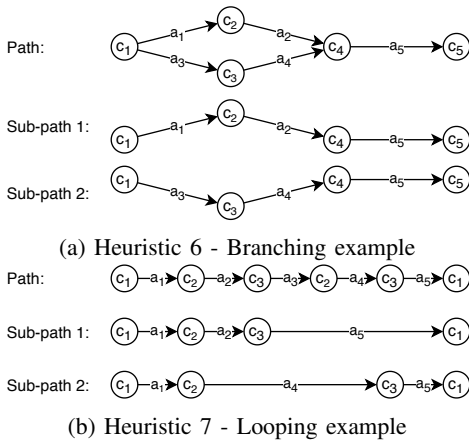 Path: c₁ a₁ c₂ a₂ c₄ a₅ c₅
a₃ c₃ a₄
Sub-path 1: c₁ a₁ c₂ a₂ c₄ a₅ c₅
Sub-path 2: c₁ a₃ c₃ a₄ c₄ a₅ c₅
(a) Heuristic 6 - Branching example
Path: c₁ a₁ c₂ a₂ c₃ a₃ c₂ a₄ c₃ a₅ c₁
Sub-path 1: c₁ a₁ c₂ a₂ c₃ a₅ c₁
Sub-path 2: c₁ a₁ c₂ a₄ c₃ a₅ c₁
(b) Heuristic 7 - Looping example